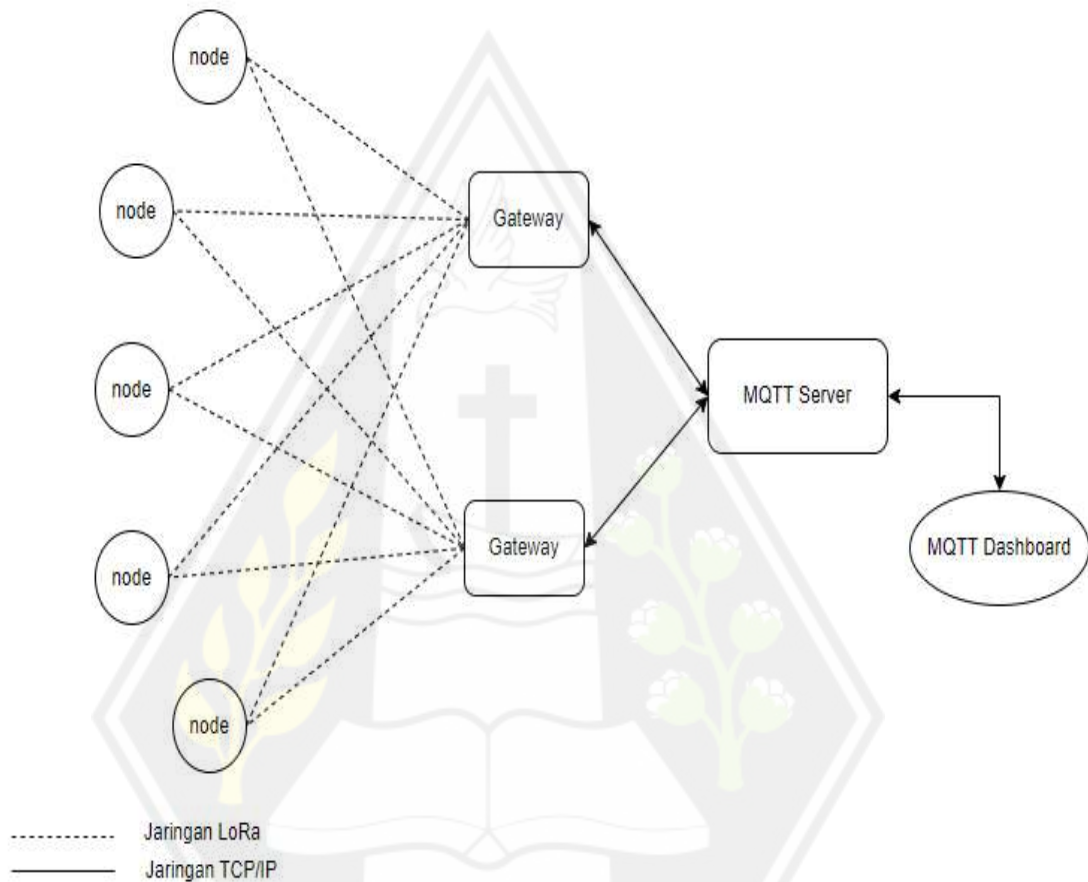 node
node
Gateway
node
MQTT Server
node
Gateway
MQTT Dashboard
node
Jaringan LoRa
Jaringan TCP/IP